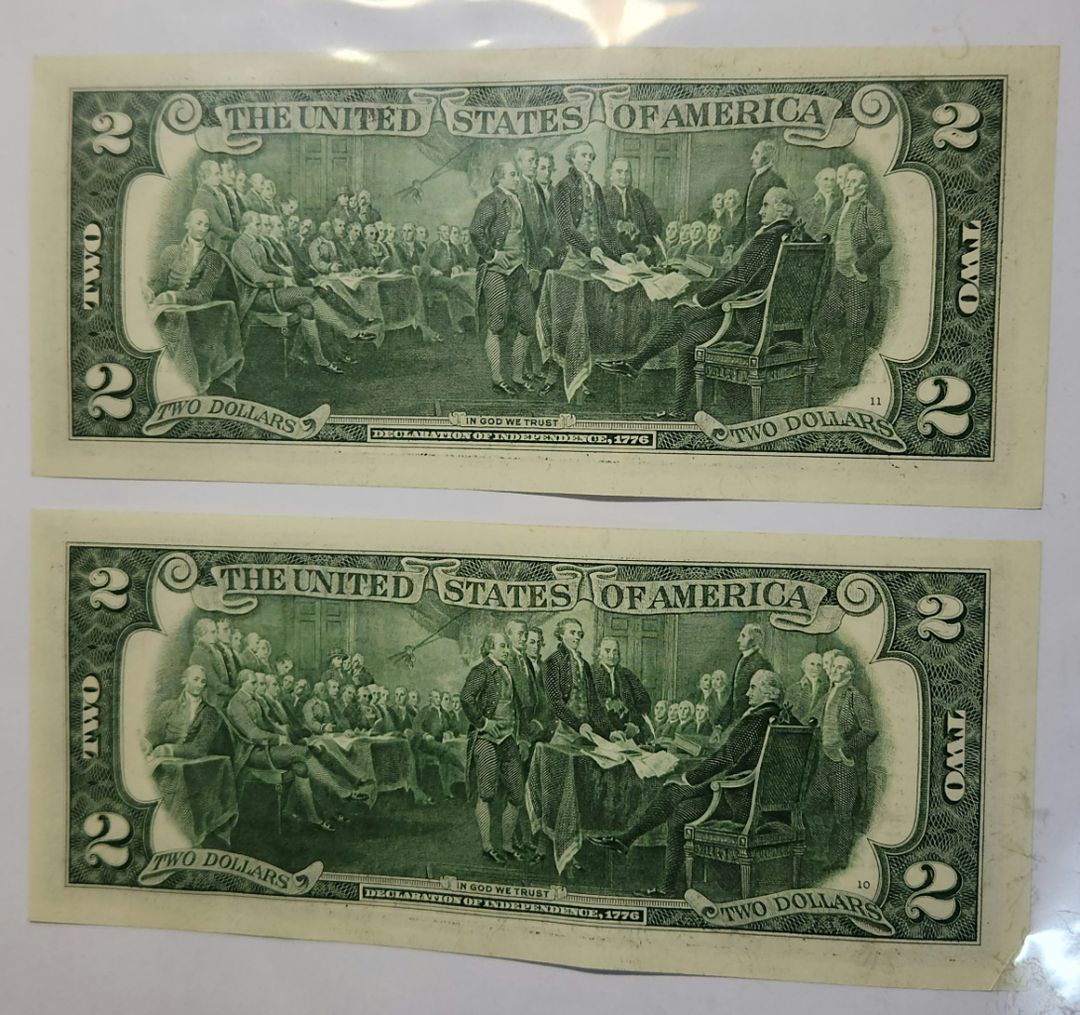 THE UNITED STATES OF AMERICA
2 2
TWO TWO
2 2
11
TWO DOLLARS IN GOD WE TRUST TWO DOLLARS
DECLARATION OF INDEPENDENCE, 1776
THE UNITED STATES OF AMERICA
2 2
TWO TWO
2 2
10
TWO DOLLARS IN GOD WE TRUST TWO DOLLARS
DECLARATION OF INDEPENDENCE, 1776